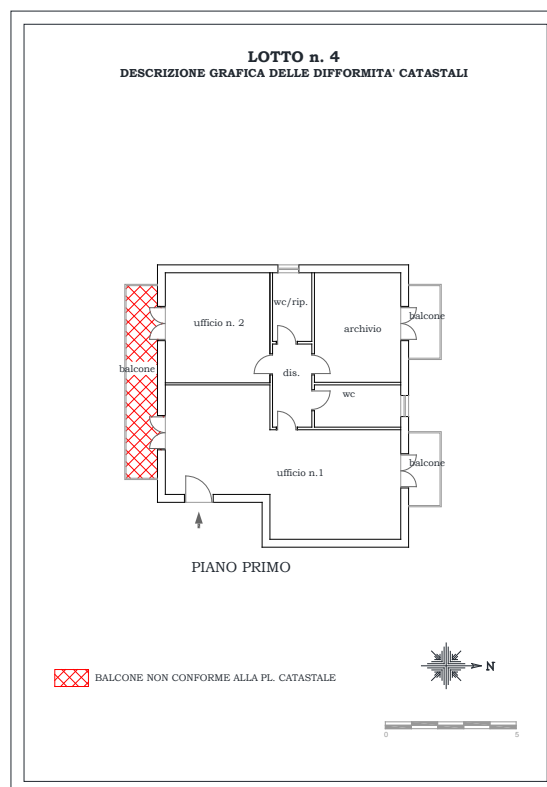 LOTTO n. 4
DESCRIZIONE GRAFICA DELLE DIFFORMITA' CATASTALI
wc/rip.
ufficio n. 2
archivio
balcone
balcone
dis.
wc
balcone
ufficio n.1
PIANO PRIMO
N
BALCONE NON CONFORME ALLA PL. CATASTALE
0
5